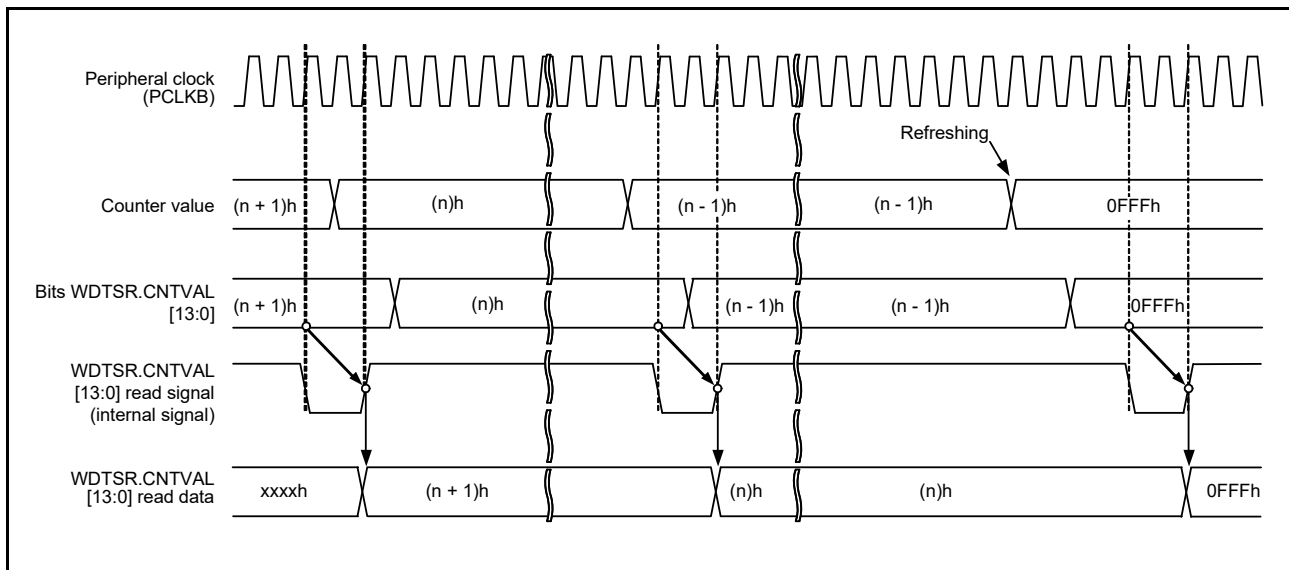 Peripheral clock
(PCLKB)
Refreshing
Counter value
(n + 1)h
(n)h
(n - 1)h
(n - 1)h
0FFFh
Bits WDTSR.CNTVAL
[13:0]
(n + 1)h
(n)h
(n - 1)h
(n - 1)h
0FFFh
WDTSR.CNTVAL
[13:0] read signal
(internal signal)
WDTSR.CNTVAL
[13:0] read data
xxxxh
(n + 1)h
(n)h
(n)h
0FFFh